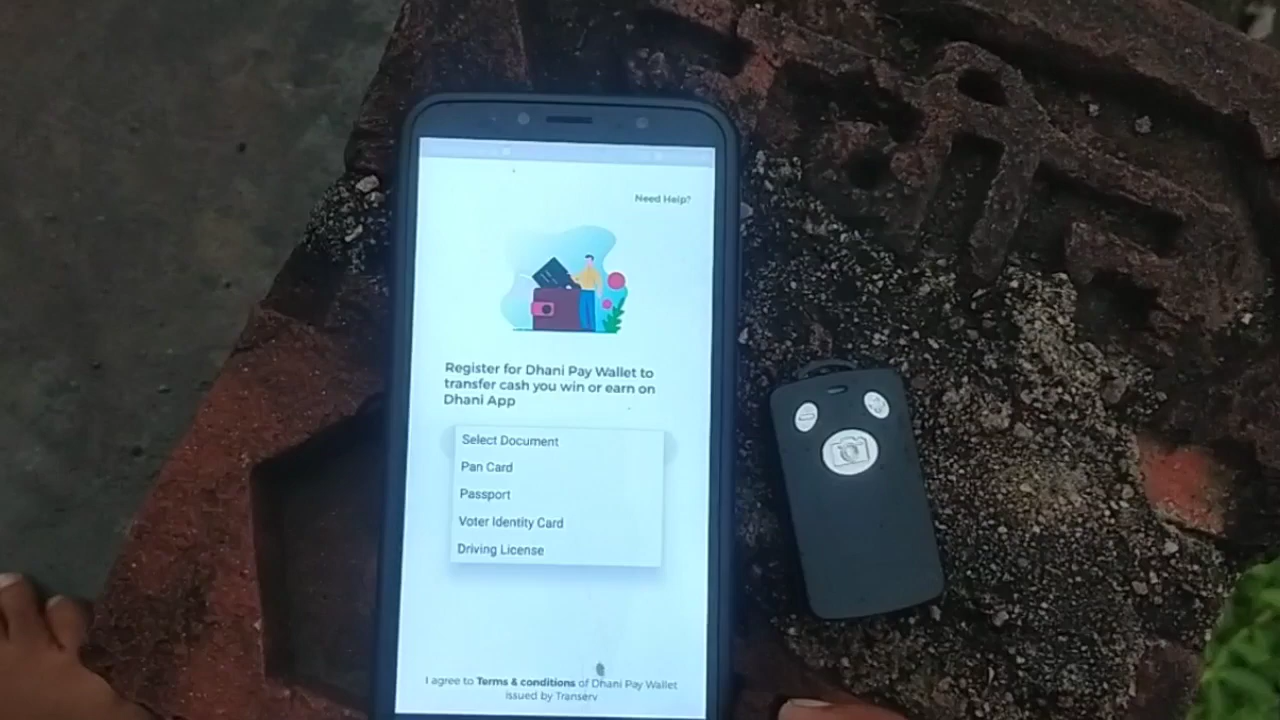 Need Help?
Register for Dhani Pay Wallet to
transfer cash you win or earn on
Dhani App
Select Document
Pan Card
Passport
Voter Identity Card
Driving License
I agree to Terms & conditions of Dhani Pay Wallet
issued by Transerv